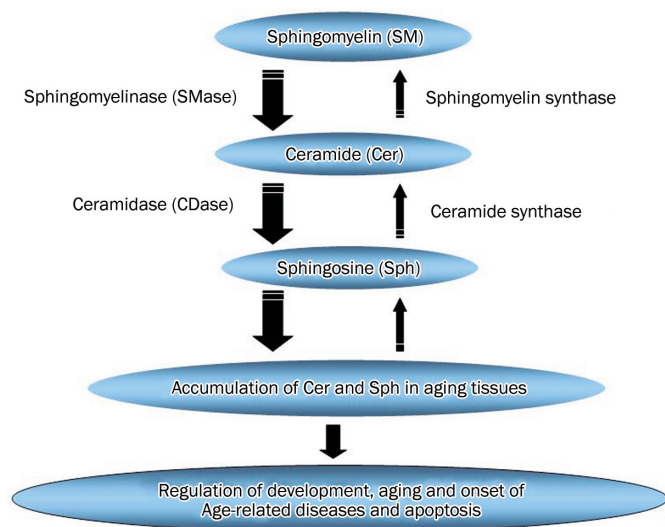 Sphingomyelin (SM)
Sphingomyelinase (SMase)
Sphingomyelin synthase
Ceramide (Cer)
Ceramidase (CDase)
Ceramide synthase
Sphingosine (Sph)
Accumulation of Cer and Sph in aging tissues
Regulation of development, aging and onset of
Age-related diseases and apoptosis